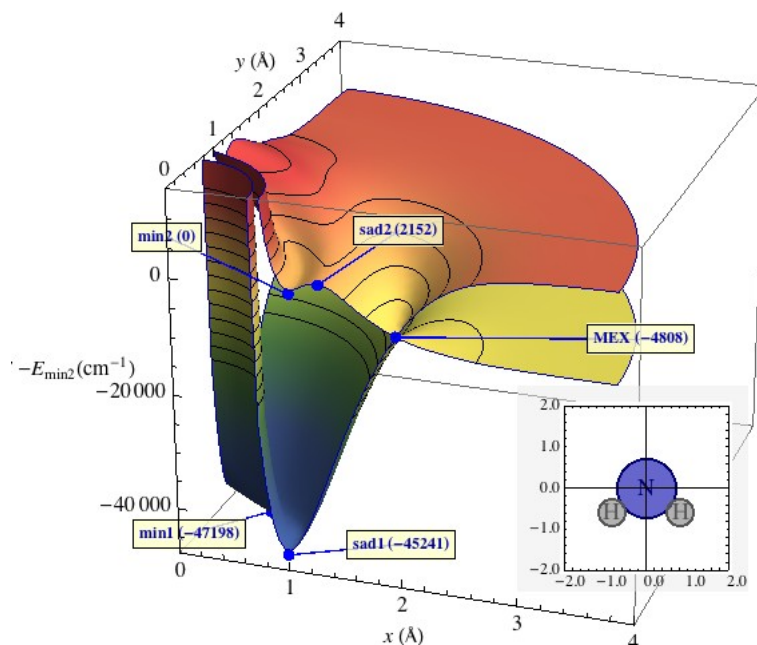 4
3
y (Å)
2
1
0
min2 (0)
sad2 (2152)
0
MEX (−4808)
−E_min2 (cm⁻¹)
−20 000
2.0
1.0
0.0 N
H H
−1.0
−2.0
−2.0 −1.0 0.0 1.0 2.0
−40 000
min1 (−47198)
sad1 (−45241)
0
1
2
3
4
x (Å)